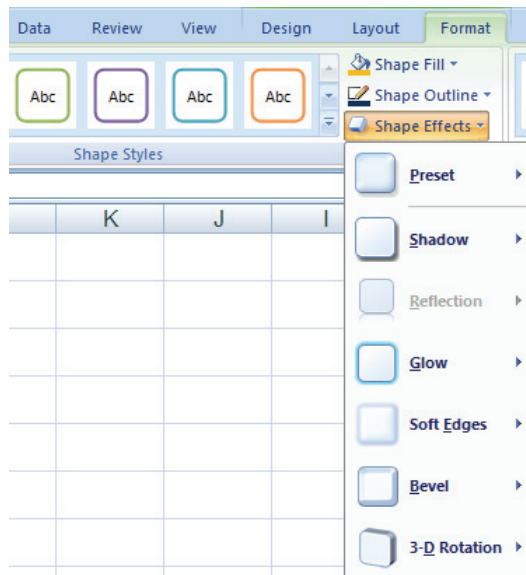 Data Review View Design Layout Format
Abc Abc Abc Abc
Shape Fill
Shape Outline
Shape Effects
Shape Styles
K J I
Preset
Shadow
Reflection
Glow
Soft Edges
Bevel
3-D Rotation